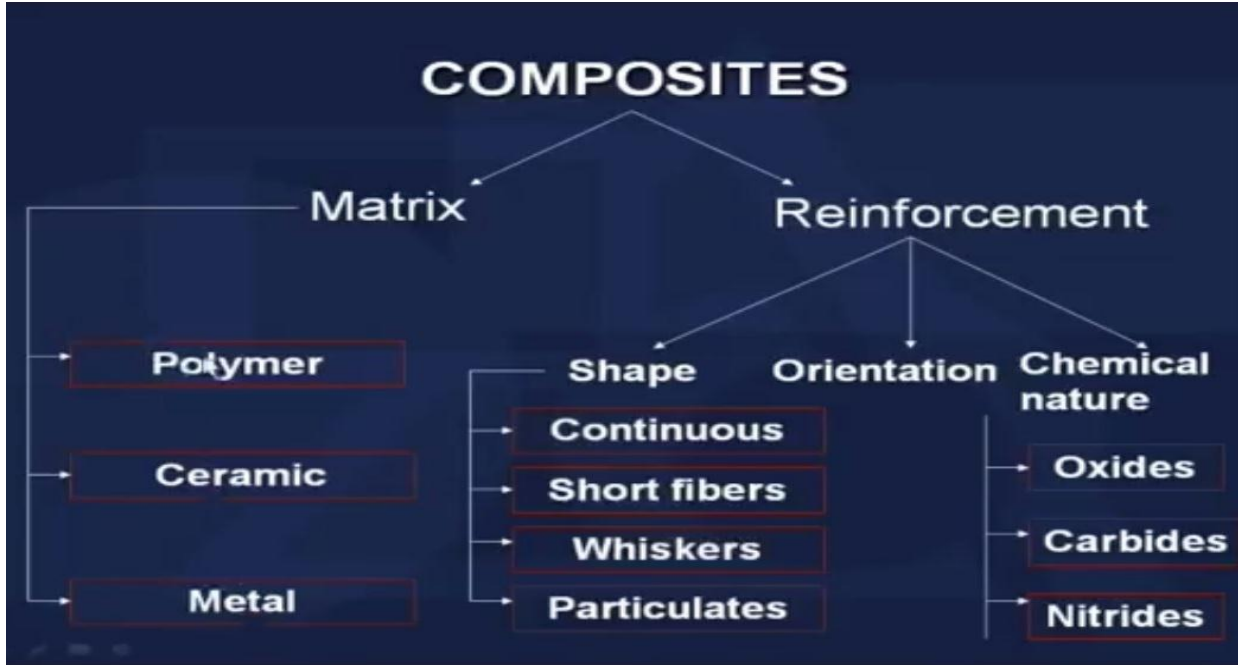 COMPOSITES
Matrix
Reinforcement
Polymer
Ceramic
Metal
Shape
Continuous
Short fibers
Whiskers
Particulates
Orientation
Chemical
nature
Oxides
Carbides
Nitrides